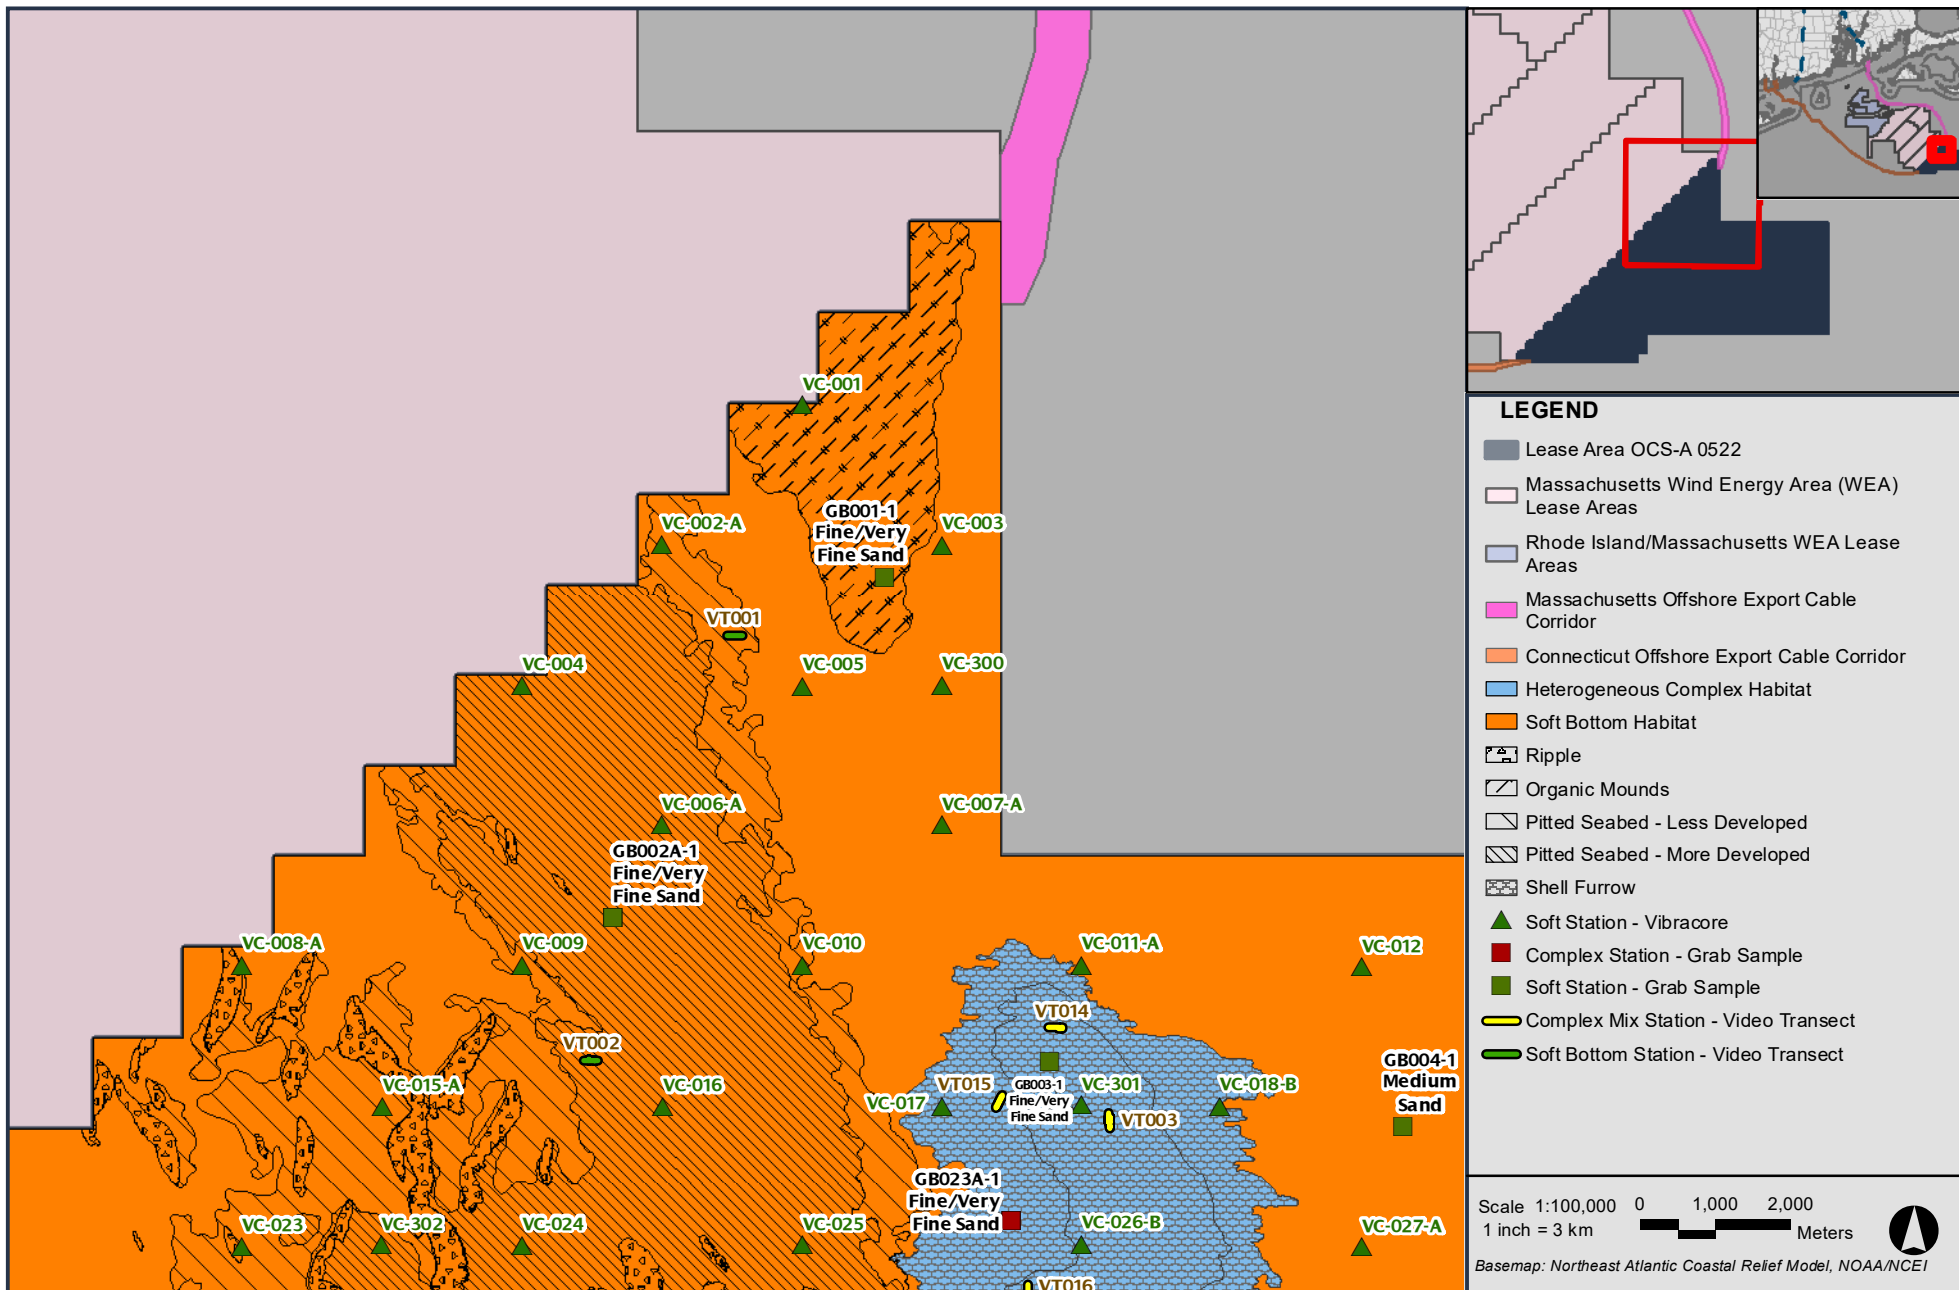 VC-001
GB001-1
Fine/Very
Fine Sand
VC-002-A
VC-003
VT001
VC-004
VC-005
VC-300
VC-006-A
VC-007-A
GB002A-1
Fine/Very
Fine Sand
VC-008-A
VC-009
VC-010
VC-011-A
VC-012
VT014
VT002
GB004-1
Medium
Sand
VC-015-A
VC-016
VC-017
VT015
GB003-1
Fine/Very
Fine Sand
VC-301
VT003
VC-018-B
GB023A-1
Fine/Very
Fine Sand
VC-023
VC-302
VC-024
VC-025
VC-026-B
VC-027-A
VT016
LEGEND
Lease Area OCS-A 0522
Massachusetts Wind Energy Area (WEA)
Lease Areas
Rhode Island/Massachusetts WEA Lease
Areas
Massachusetts Offshore Export Cable
Corridor
Connecticut Offshore Export Cable Corridor
Heterogeneous Complex Habitat
Soft Bottom Habitat
Ripple
Organic Mounds
Pitted Seabed - Less Developed
Pitted Seabed - More Developed
Shell Furrow
Soft Station - Vibracore
Complex Station - Grab Sample
Soft Station - Grab Sample
Complex Mix Station - Video Transect
Soft Bottom Station - Video Transect
Scale 1:100,000
1 inch = 3 km
0 1,000 2,000
Meters
Basemap: Northeast Atlantic Coastal Relief Model, NOAA/NCEI